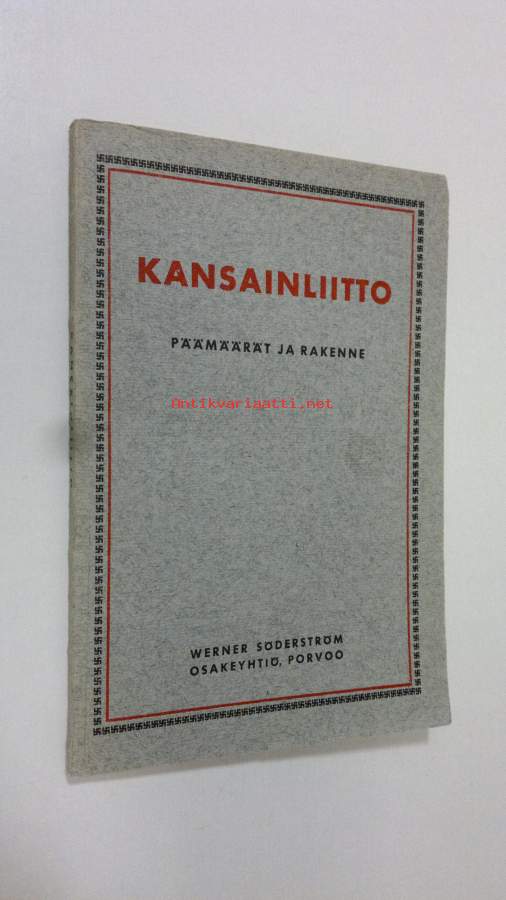 KANSAINLIITTO
PÄÄMÄÄRÄT JA RAKENNE
Antikvariaatti.net
WERNER SÖDERSTRÖM
OSAKEYHTIÖ, PORVOO